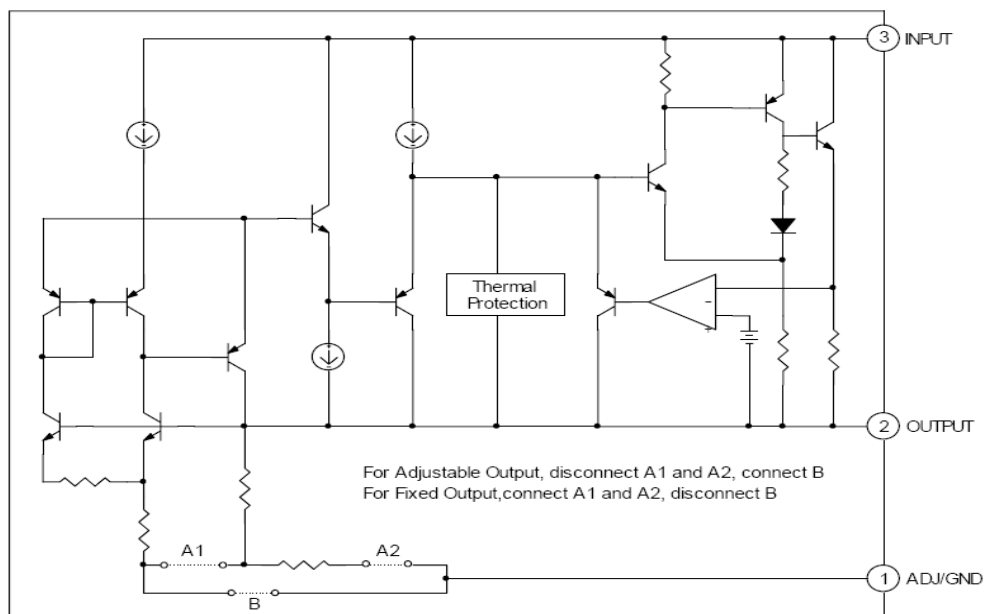 3 INPUT
Thermal
Protection
-
+
2 OUTPUT
For Adjustable Output, disconnect A1 and A2, connect B
For Fixed Output,connect A1 and A2, disconnect B
A1
A2
1 ADJ/GND
B